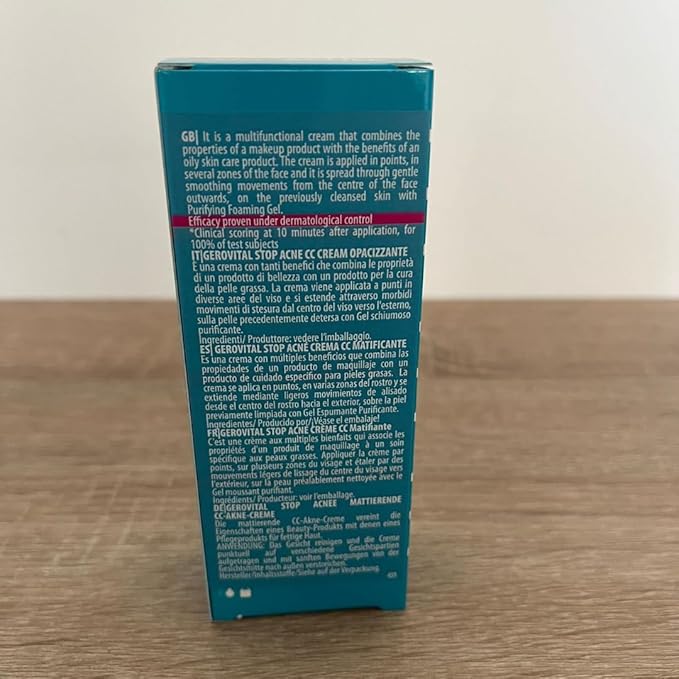 GB| It is a multifunctional cream that combines the
properties of a makeup product with the benefits of an
oily skin care product. The cream is applied in points, in
several zones of the face and it is spread through gentle
smoothing movements from the centre of the face
outwards, on the previously cleansed skin with
Purifying Foaming Gel.
Efficacy proven under dermatological control
*Clinical scoring at 10 minutes after application, for
100% of test subjects
IT|GEROVITAL STOP ACNE CC CREAM OPACIZZANTE
È una crema con tanti benefici che combina le proprietà
di un prodotto di bellezza con un prodotto per la cura
della pelle grassa. La crema viene applicata a punti in
diverse aree del viso e si estende attraverso morbidi
movimenti di stesura dal centro del viso verso l'esterno,
sulla pelle precedentemente detersa con Gel schiumoso
purificante.
Ingredienti/ Produttore: vedere l'imballaggio.
ES| GEROVITAL STOP ACNE CREMA CC MATIFICANTE
Es una crema con múltiples beneficios que combina las
propiedades de un producto de maquillaje con un
producto de cuidado específico para pieles grasas. La
crema se aplica en puntos, en varias zonas del rostro y se
extiende mediante ligeros movimientos de alisado
desde el centro del rostro hacia el exterior, sobre la piel
previamente limpiada con Gel Espumante Purificante.
Ingredientes/ Producido por/¡Véase el embalaje!
FR|GEROVITAL STOP ACNE CRÈME CC Matifiante
C'est une crème aux multiples bienfaits qui associe les
propriétés d'un produit de maquillage à un soin
spécifique aux peaux grasses. Appliquer la crème par
points, sur plusieurs zones du visage et étaler par des
mouvements légers de lissage du centre du visage vers
l'extérieur, sur la peau préalablement nettoyée avec le
Gel moussant purifiant.
Ingrédients/ Producteur: voir l'emballage.
DE|GEROVITAL STOP ACNEE MATTIERENDE
CC-AKNE-CREME
Die mattierende CC-Akne-Creme vereint die
Eigenschaften eines Beauty-Produkts mit denen eines
Pflegeprodukts für fettige Haut.
ANWENDUNG: Das Gesicht reinigen und die Creme
punktuell auf verschiedene Gesichtspartien
aufgetragen und mit sanften Bewegungen von der
Gesichtsmitte nach außen verstreichen.
Hersteller/Inhaltsstoffe/Siehe auf der Verpackung.